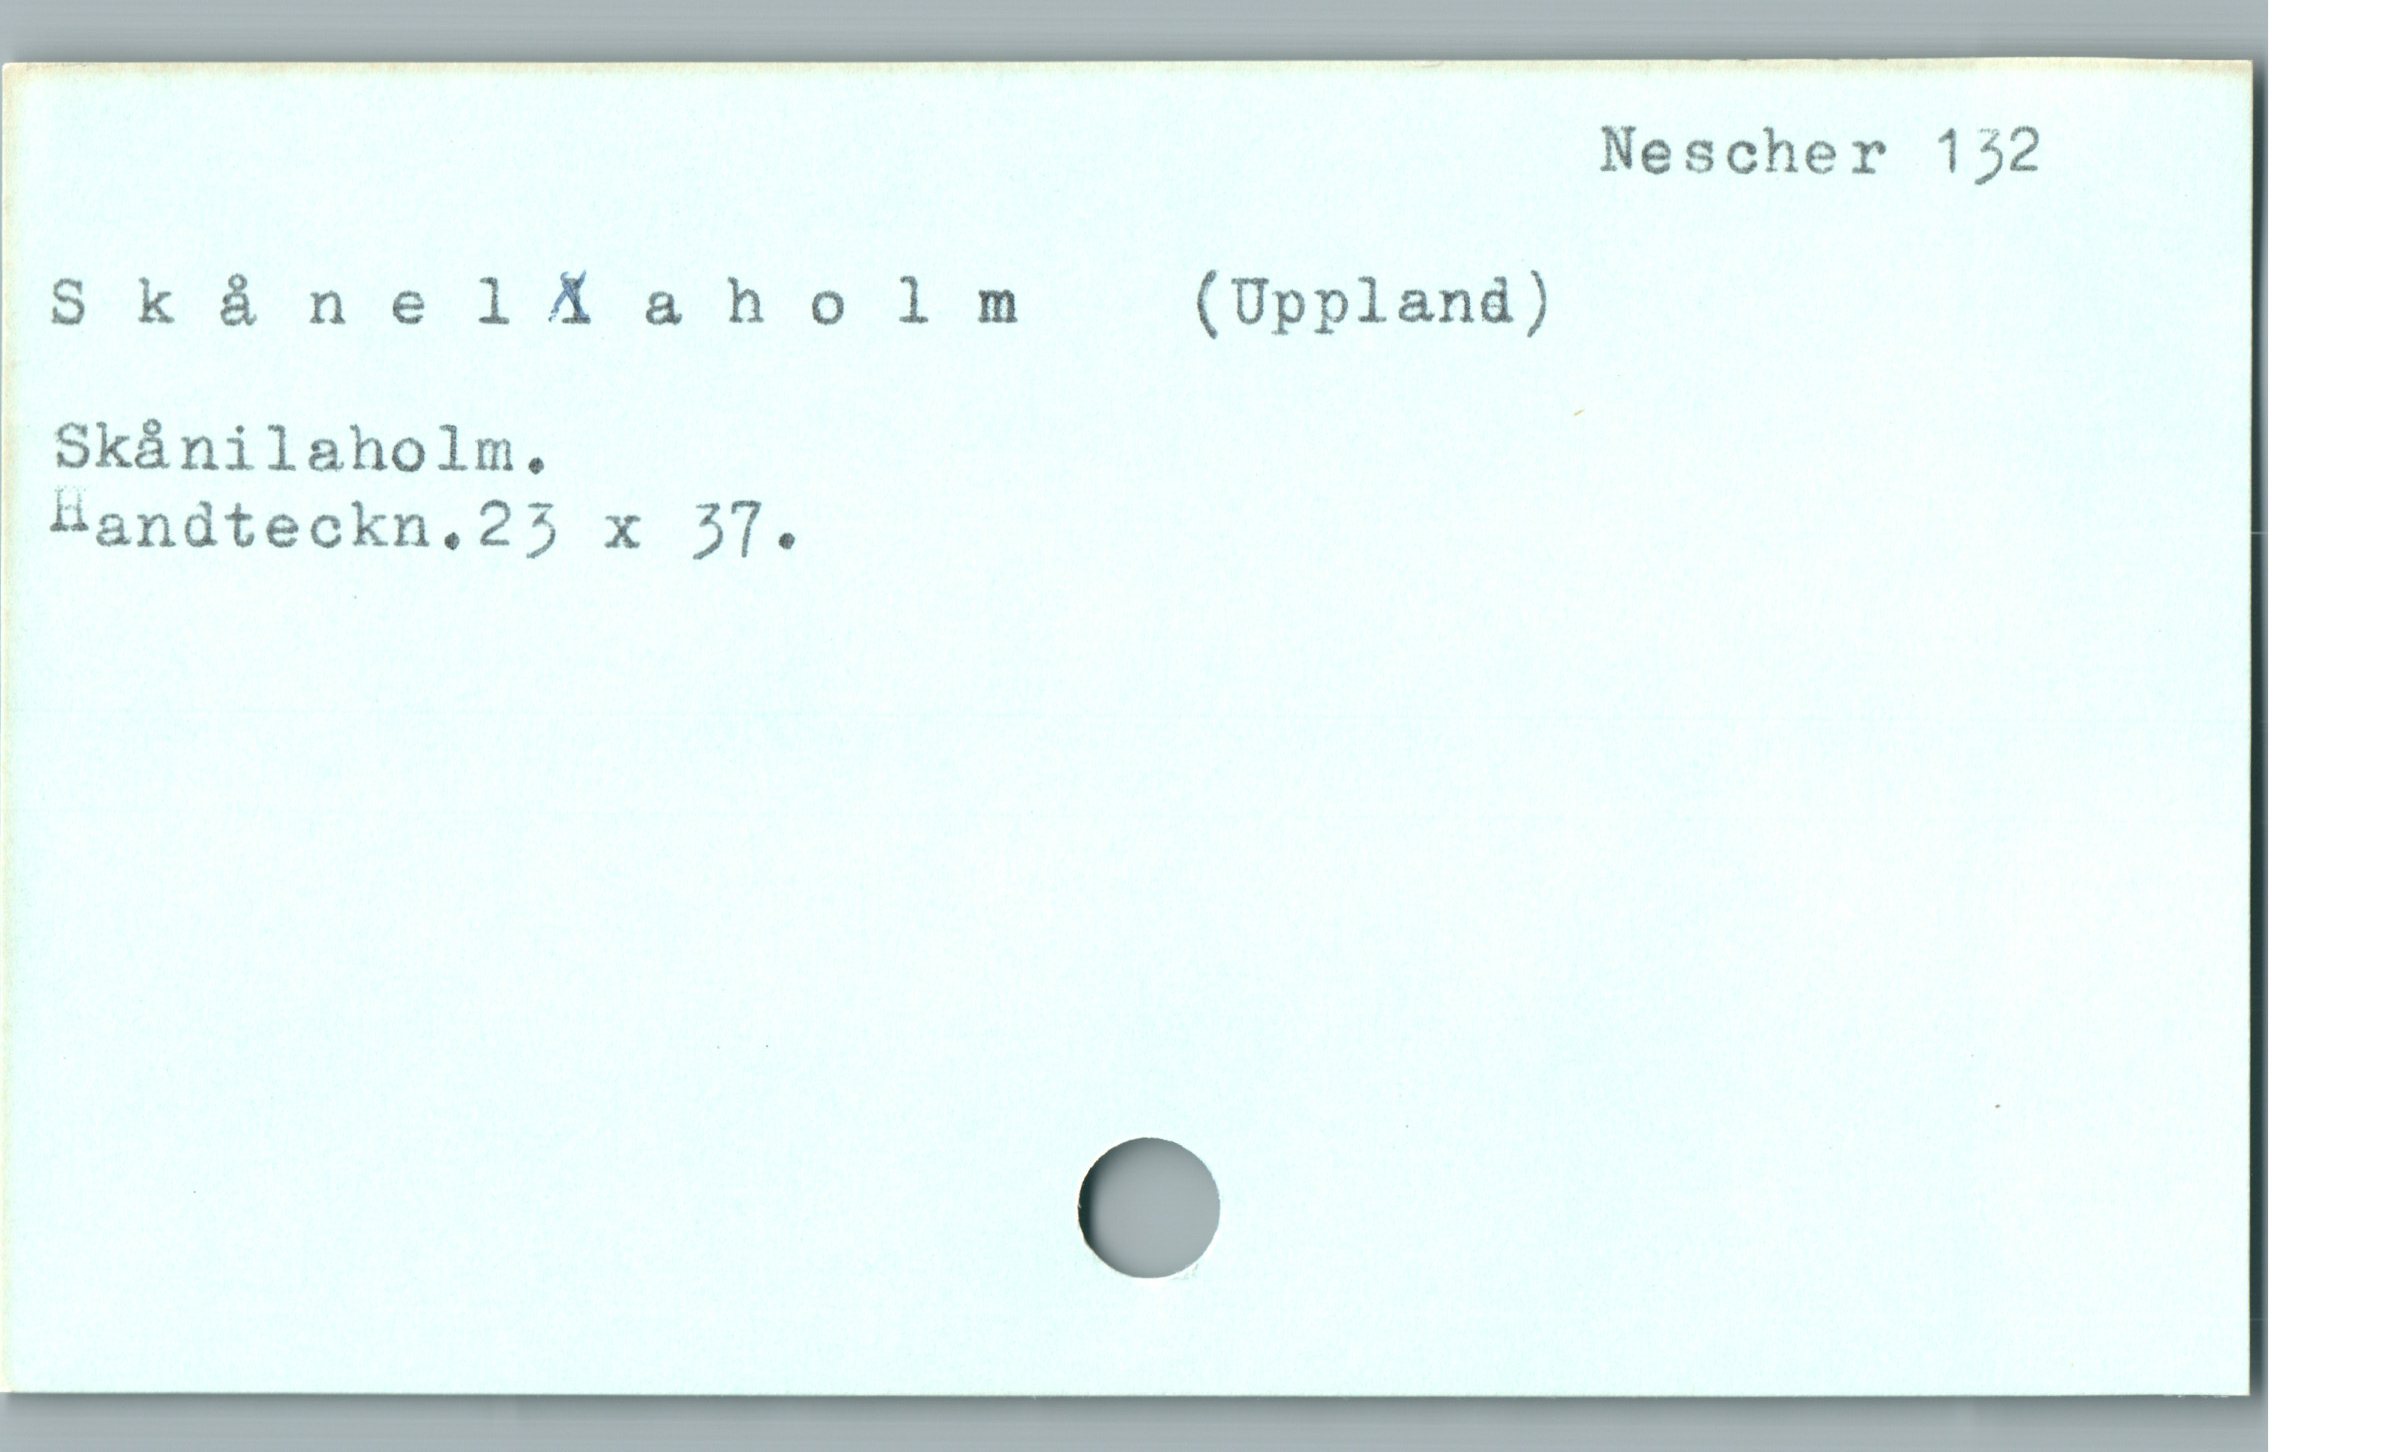 Nescher 132
S k å n e l a h o l m (Uppland)
Skånilaholm.
Handteckn.23 x 37.